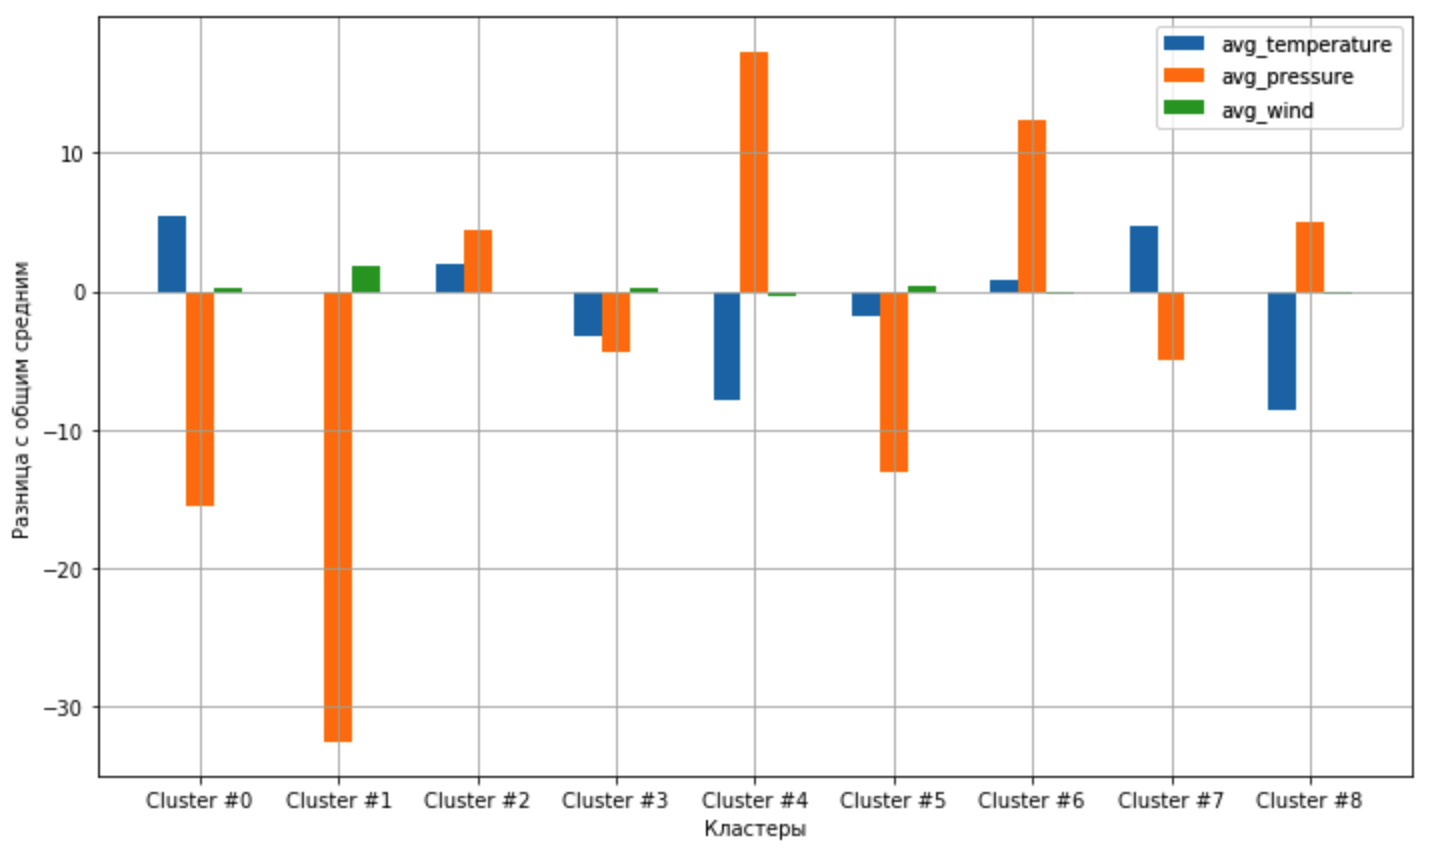 avg_temperature
avg_pressure
avg_wind
10
0
−10
−20
−30
Разница с общим средним
Cluster #0 Cluster #1 Cluster #2 Cluster #3 Cluster #4 Cluster #5 Cluster #6 Cluster #7 Cluster #8
Кластеры